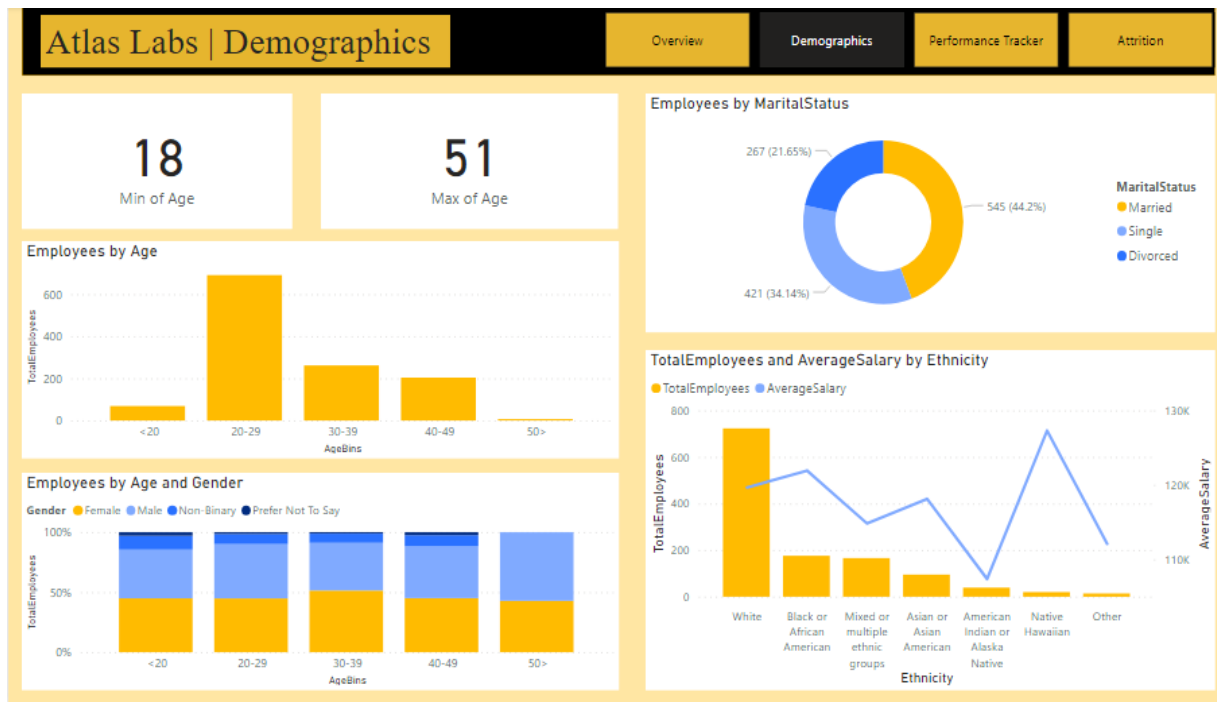 Atlas Labs | Demographics
Overview
Demographics
Performance Tracker
Attrition
18
Min of Age
51
Max of Age
Employees by Age
TotalEmployees
600
400
200
0
<20
20-29
30-39
40-49
50>
AgeBins
Employees by Age and Gender
Gender Female Male Non-Binary Prefer Not To Say
TotalEmployees
100%
50%
0%
<20
20-29
30-39
40-49
50>
AgeBins
Employees by MaritalStatus
267 (21.65%)
545 (44.2%)
421 (34.14%)
MaritalStatus
Married
Single
Divorced
TotalEmployees and AverageSalary by Ethnicity
TotalEmployees AverageSalary
TotalEmployees
800
600
400
200
0
130K
120K
110K
AverageSalary
White
Black or
African
American
Mixed or
multiple
ethnic
groups
Asian or
Asian
American
American
Indian or
Alaska
Native
Native
Hawaiian
Other
Ethnicity